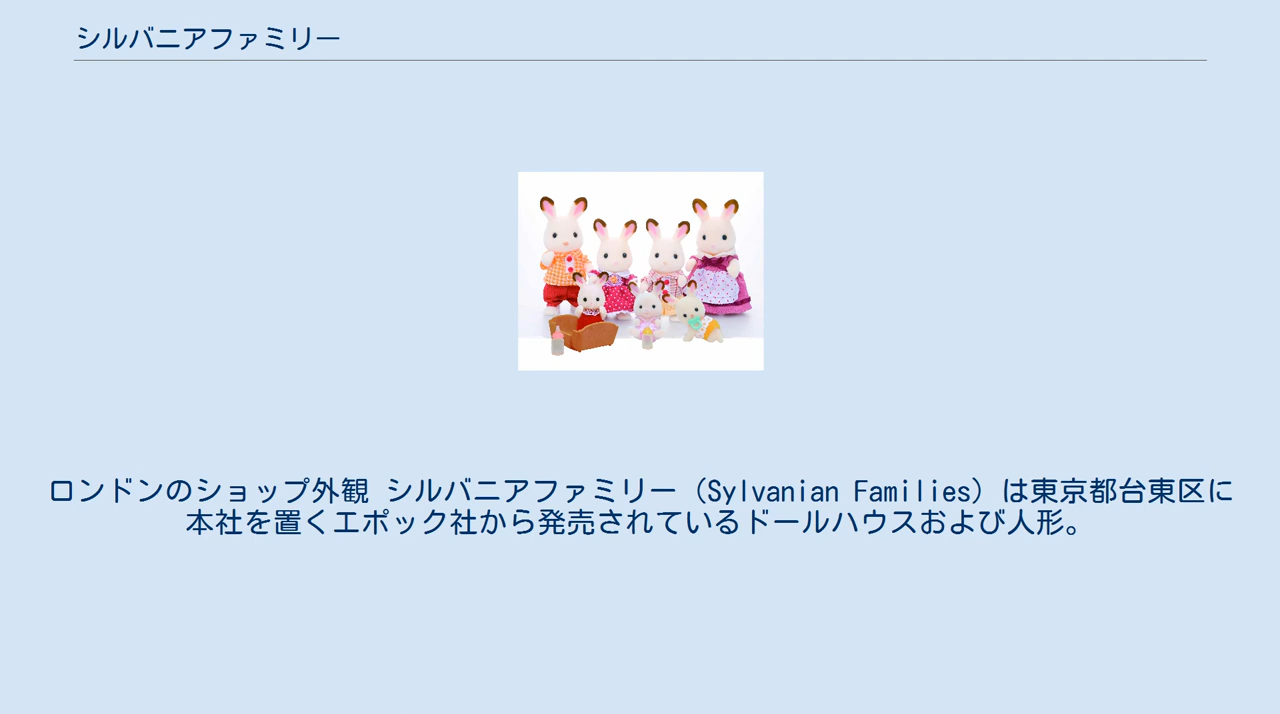 シルバニアファミリー
ロンドンのショップ外観 シルバニアファミリー（Sylvanian Families）は東京都台東区に
本社を置くエポック社から発売されているドールハウスおよび人形。